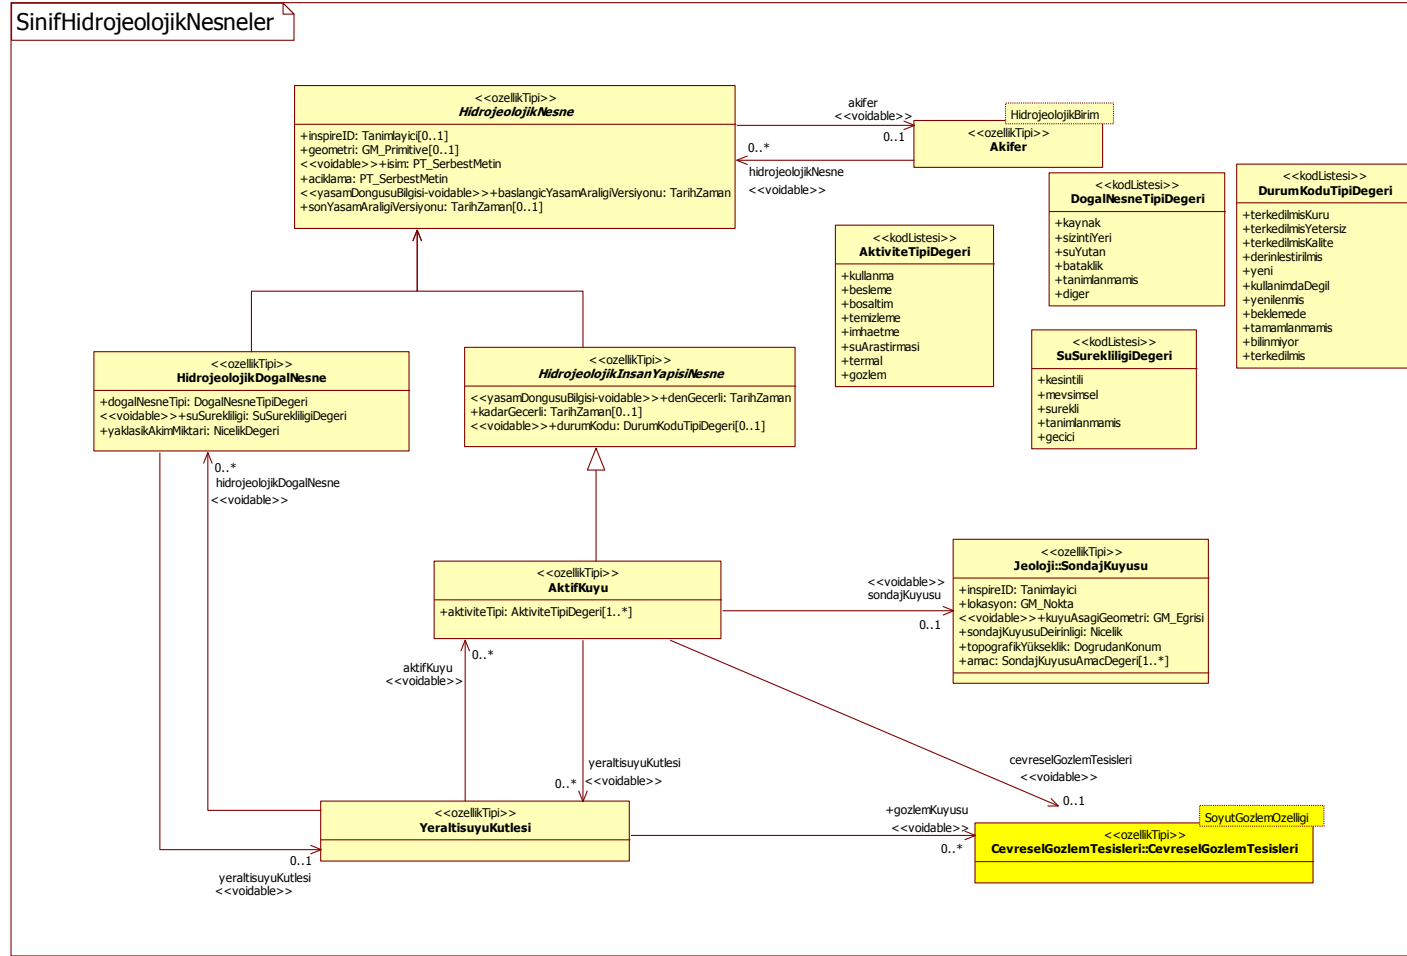 SinifHidrojeolojikNesneler
<<ozellikTipi>>
HidrojeolojikNesne
+inspireID: Tanimlayici[0..1]
+geometri: GM_Primitive[0..1]
<<voidable>>+isim: PT_SerbestMetin
+aciklama: PT_SerbestMetin
<<yasamDongusuBilgisi-voidable>>+baslangicYasamAraligiVersiyonu: TarihZaman
+sonYasamAraligiVersiyonu: TarihZaman[0..1]
akifer
<<voidable>>
0..1
0..*
hidrojeolojikNesne
<<voidable>>
HidrojeolojikBirim
<<ozellikTipi>>
Akifer
<<kodListesi>>
AktiviteTipiDegeri
+kullanma
+besleme
+bosaltim
+temizleme
+imhaetme
+suArastirmasi
+termal
+gozlem
<<kodListesi>>
DogalNesneTipiDegeri
+kaynak
+sizintiYeri
+suYutan
+bataklik
+tanimlanmamis
+diger
<<kodListesi>>
DurumKoduTipiDegeri
+terkedilmisKuru
+terkedilmisYetersiz
+terkedilmisKalite
+derinlestirilmis
+yeni
+kullanimdaDegil
+yenilenmis
+beklemede
+tamamlanmamis
+bilinmiyor
+terkedilmis
<<kodListesi>>
SuSurekliligiDegeri
+kesintili
+mevsimsel
+surekli
+tanimlanmamis
+gecici
<<ozellikTipi>>
HidrojeolojikDogalNesne
+dogalNesneTipi: DogalNesneTipiDegeri
<<voidable>>+suSurekliligi: SuSurekliligiDegeri
+yaklasikAkimMiktari: NicelikDegeri
<<ozellikTipi>>
HidrojeolojikInsanYapisiNesne
<<yasamDongusuBilgisi-voidable>>+denGecerli: TarihZaman
+kadarGecerli: TarihZaman[0..1]
<<voidable>>+durumKodu: DurumKoduTipiDegeri[0..1]
0..*
hidrojeolojikDogalNesne
<<voidable>>
<<ozellikTipi>>
AktifKuyu
+aktiviteTipi: AktiviteTipiDegeri[1..*]
<<voidable>>
sondajKuyusu
0..1
<<ozellikTipi>>
Jeoloji::SondajKuyusu
+inspireID: Tanimlayici
+lokasyon: GM_Nokta
<<voidable>>+kuyuAsagiGeometri: GM_Egrisi
+sondajKuyusuDeirinligi: Nicelik
+topografikYükseklik: DogrudanKonum
+amac: SondajKuyusuAmacDegeri[1..*]
0..*
aktifKuyu
<<voidable>>
yeraltisuyuKutlesi
0..* <<voidable>>
cevreselGozlemTesisleri
<<voidable>>
0..1
<<ozellikTipi>>
YeraltisuyuKutlesi
0..1
yeraltisuyuKutlesi
<<voidable>>
+gozlemKuyusu
<<voidable>>
0..*
SoyutGozlemOzelligi
<<ozellikTipi>>
CevreselGozlemTesisleri::CevreselGozlemTesisleri